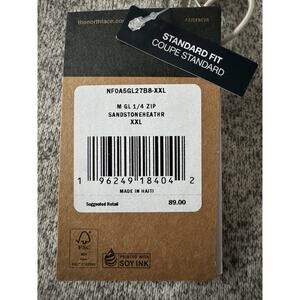 thenorthface.com
STANDARD FIT
COUPE STANDARD
NF0A5GL27B8-XXL
M GL 1/4 ZIP
SANDSTONEHEATHR
XXL
1 96249 18404 2
MADE IN HAITI
Suggested Retail 89.00
FSC
PRINTED WITH
SOY INK